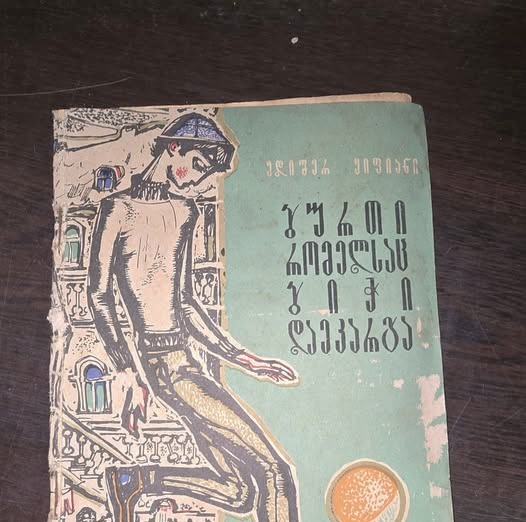 ედიშერ ყიფიანი
ბურთი
რომელსაც
ბიჭი
დაეკარგა